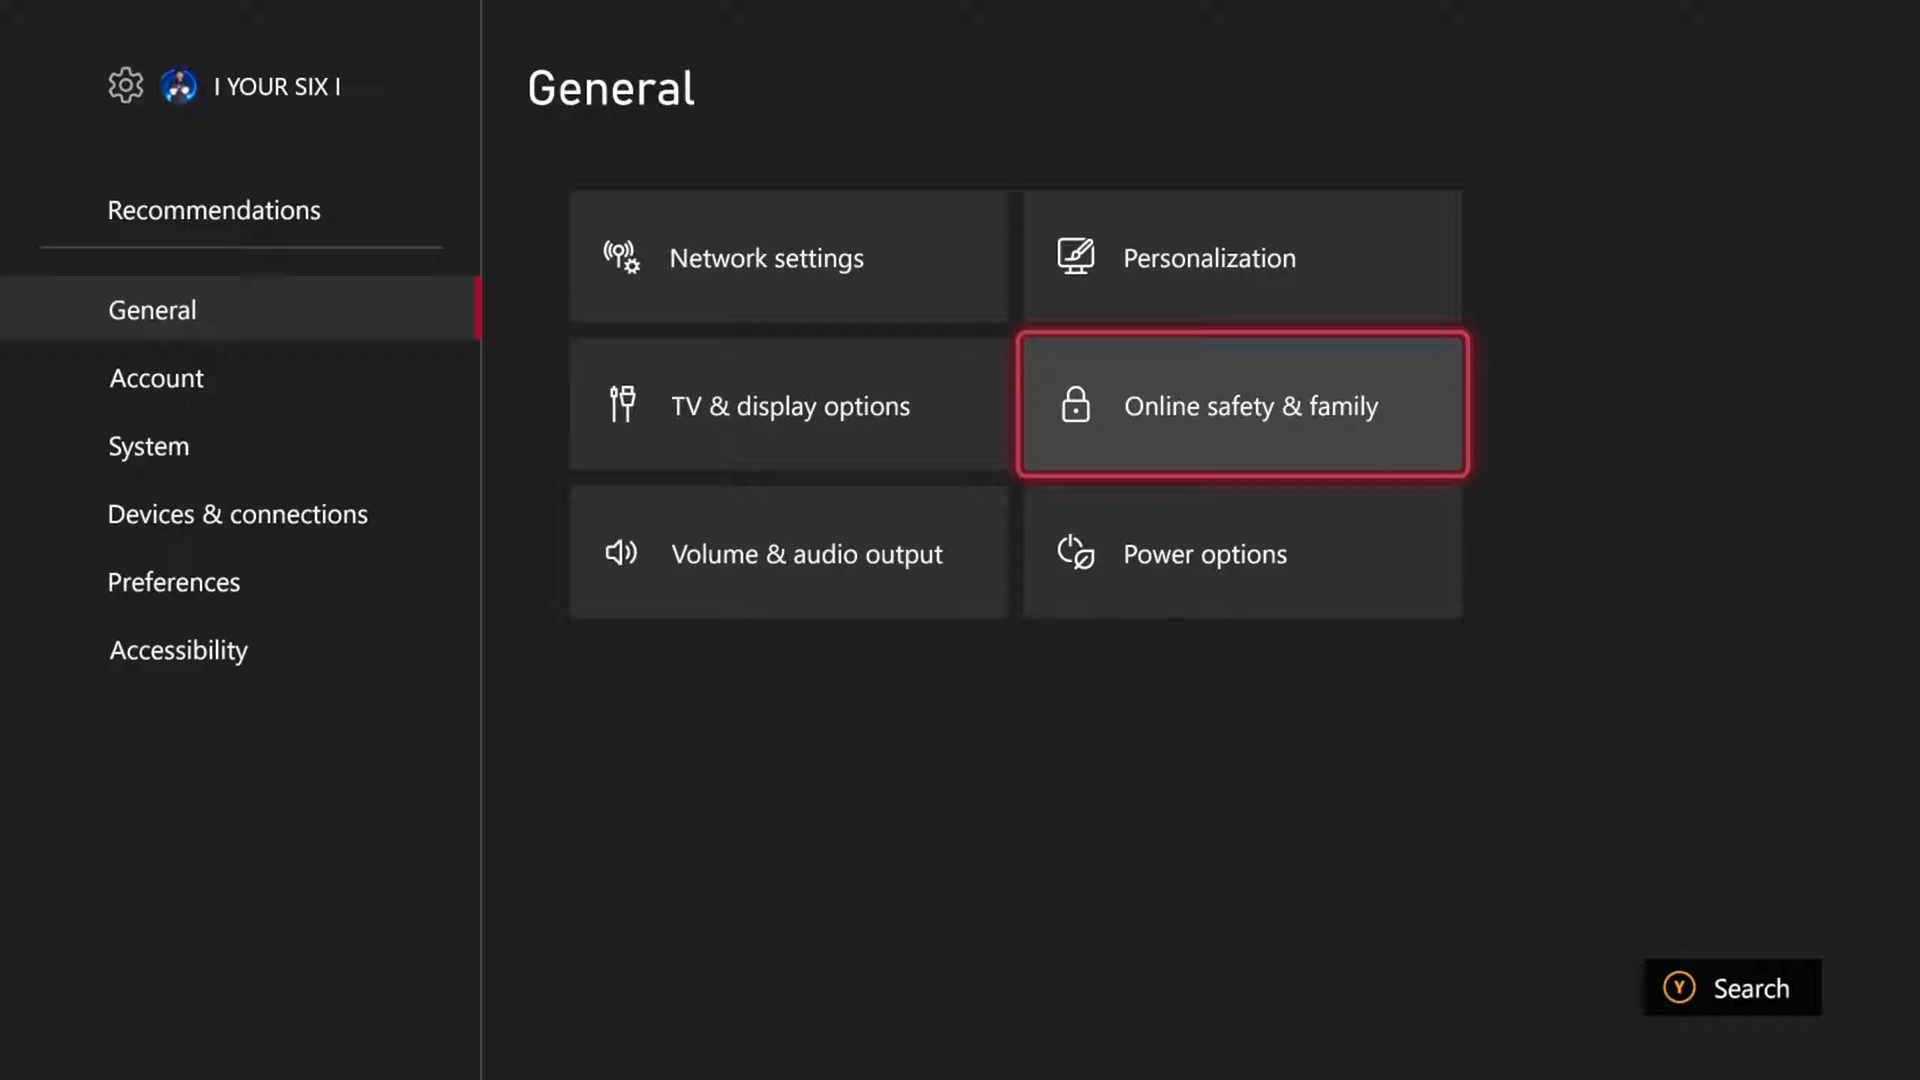 I YOUR SIX I
General
Recommendations
General
Account
System
Devices & connections
Preferences
Accessibility
Network settings
Personalization
TV & display options
Online safety & family
Volume & audio output
Power options
Y Search